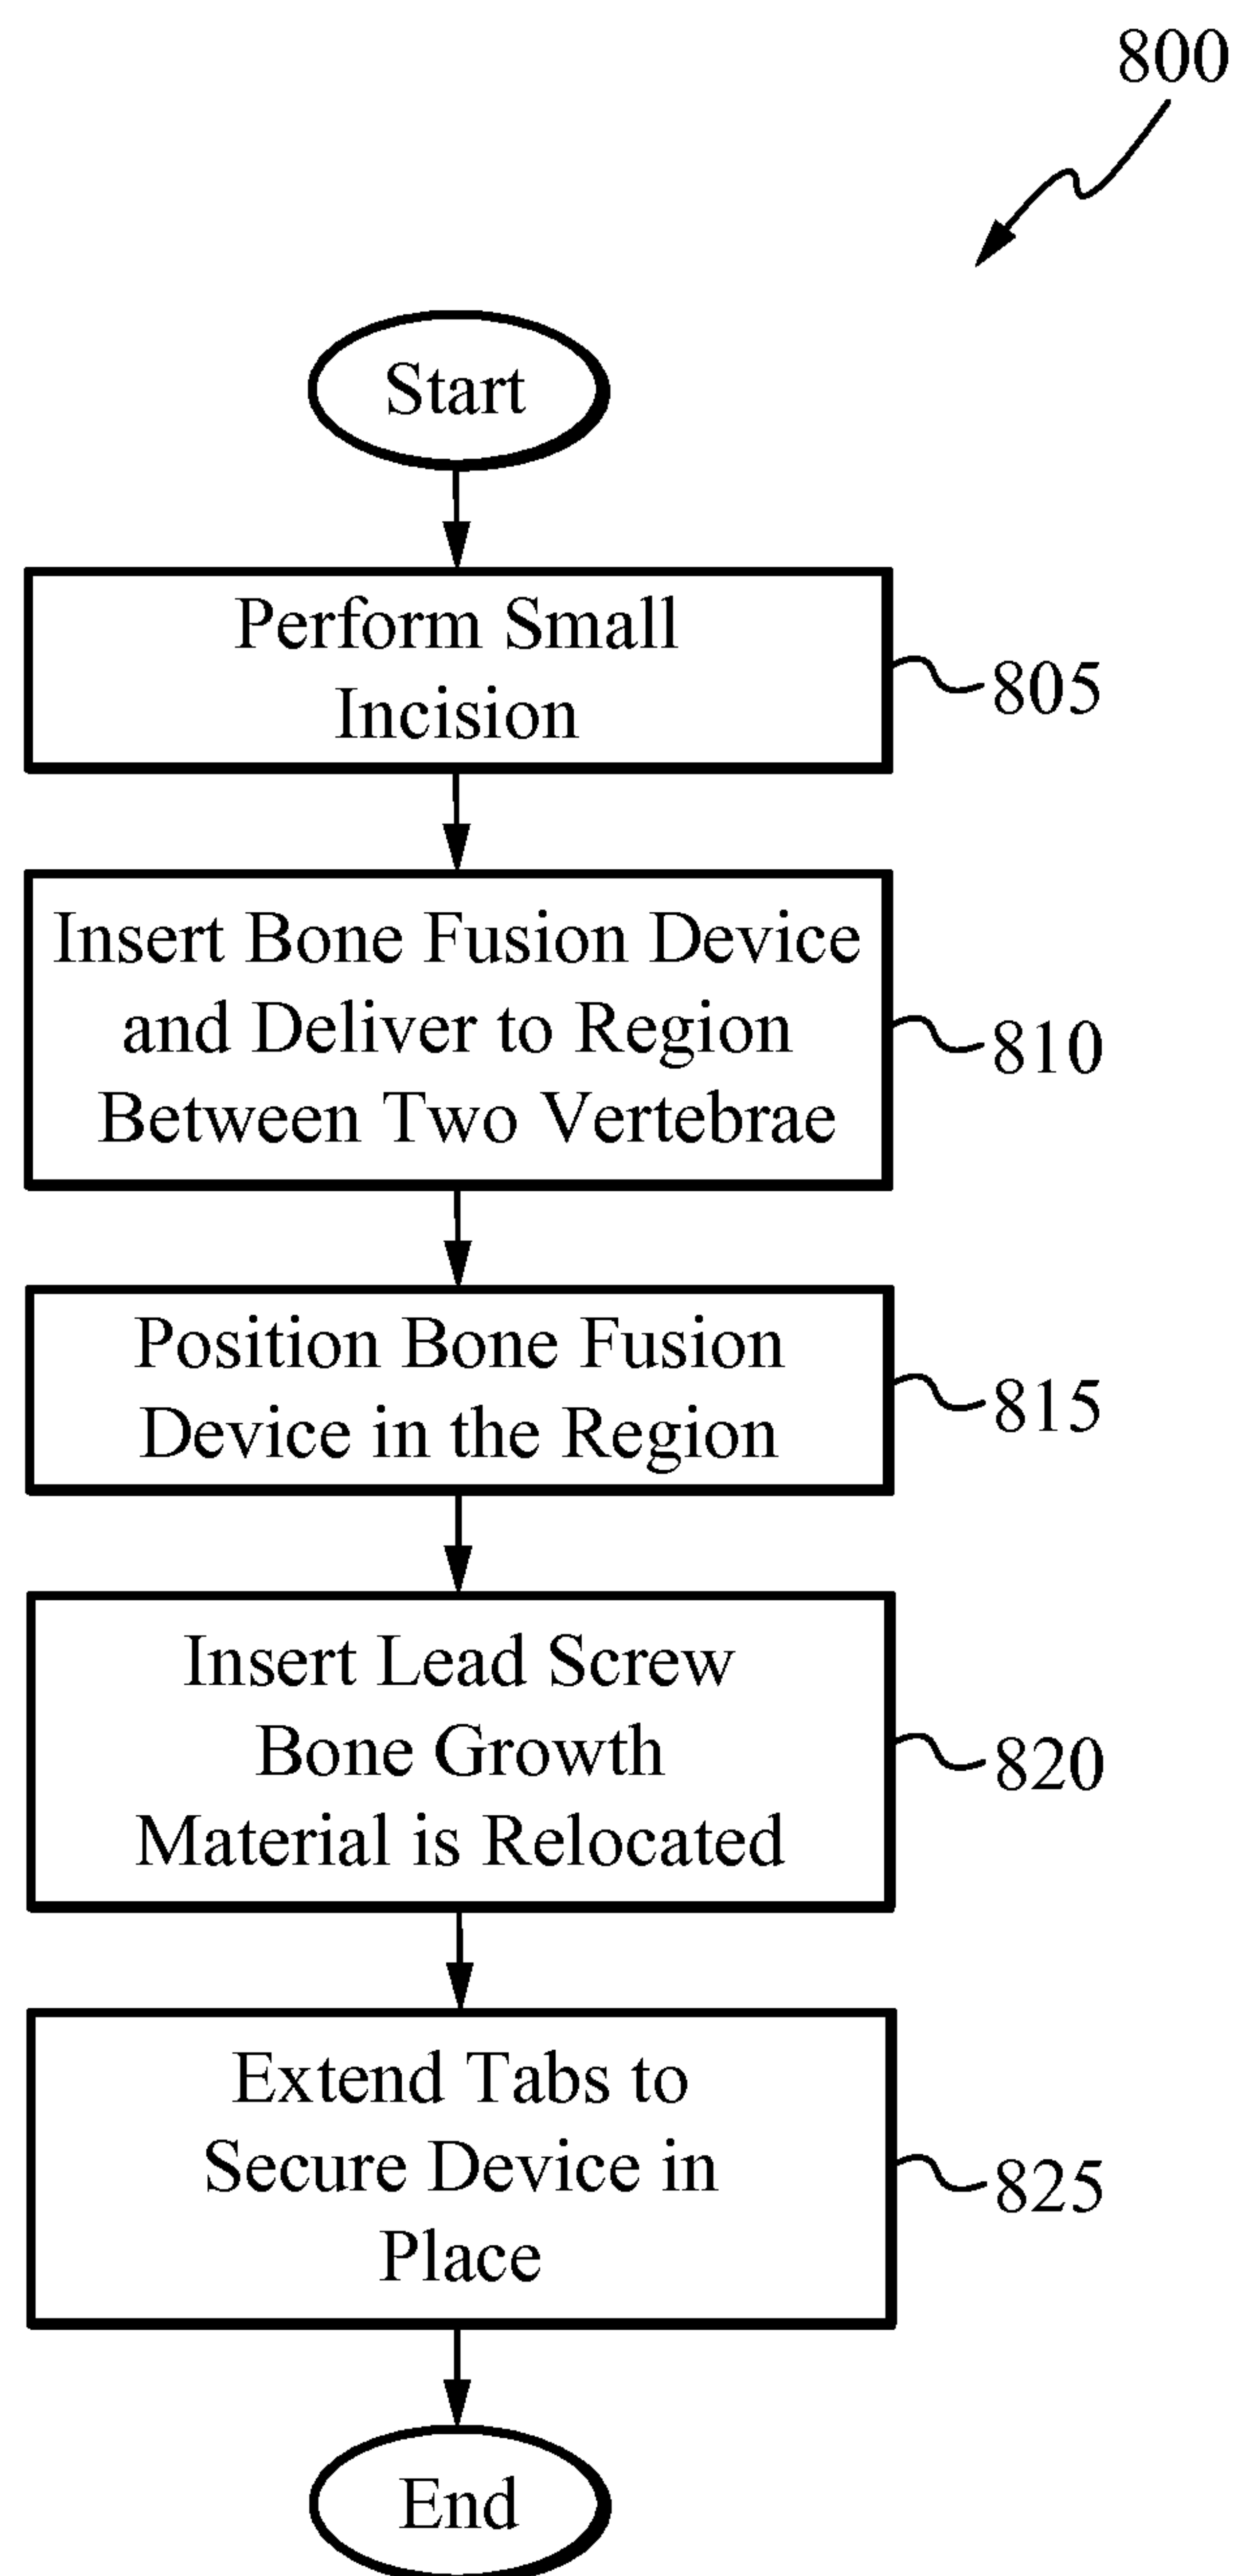 800
Start
Perform Small
Incision
805
Insert Bone Fusion Device
and Deliver to Region
Between Two Vertebrae
810
Position Bone Fusion
Device in the Region
815
Insert Lead Screw
Bone Growth
Material is Relocated
820
Extend Tabs to
Secure Device in
Place
825
End